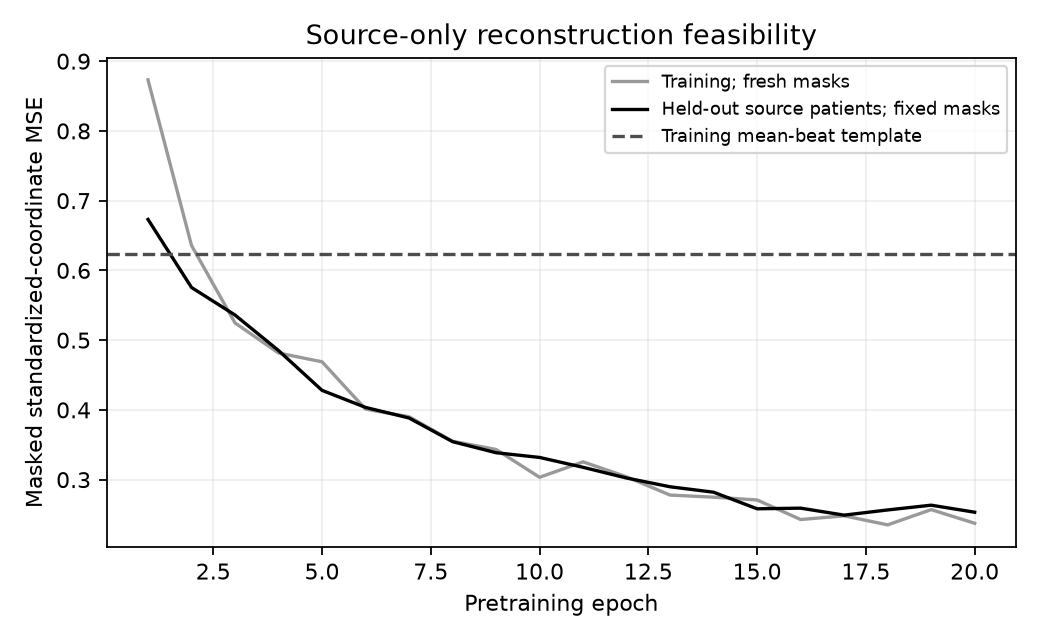 Source-only reconstruction feasibility
Training; fresh masks
Held-out source patients; fixed masks
Training mean-beat template
Masked standardized-coordinate MSE
0.9
0.8
0.7
0.6
0.5
0.4
0.3
2.5
5.0
7.5
10.0
12.5
15.0
17.5
20.0
Pretraining epoch